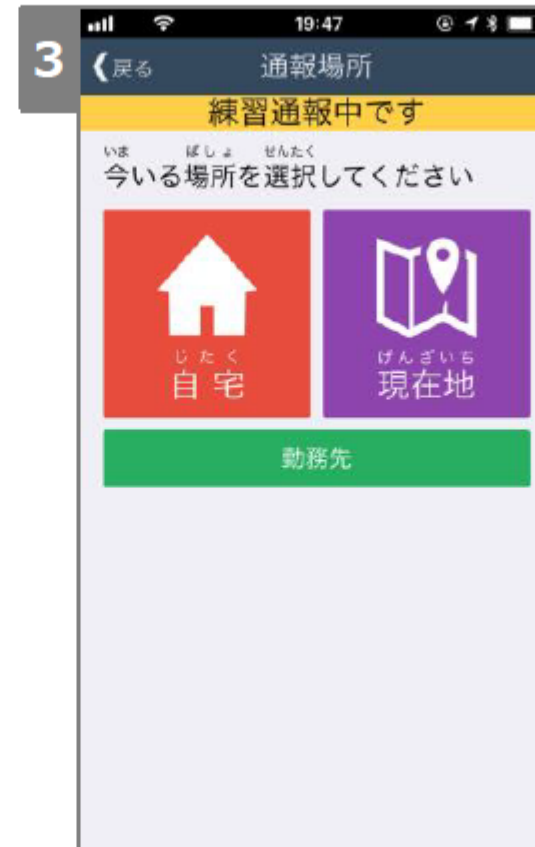 3
19:47
戻る 通報場所
練習通報中です
いま ばしょ せんたく
今いる場所を選択してください
じたく げんざいち
自宅 現在地
勤務先